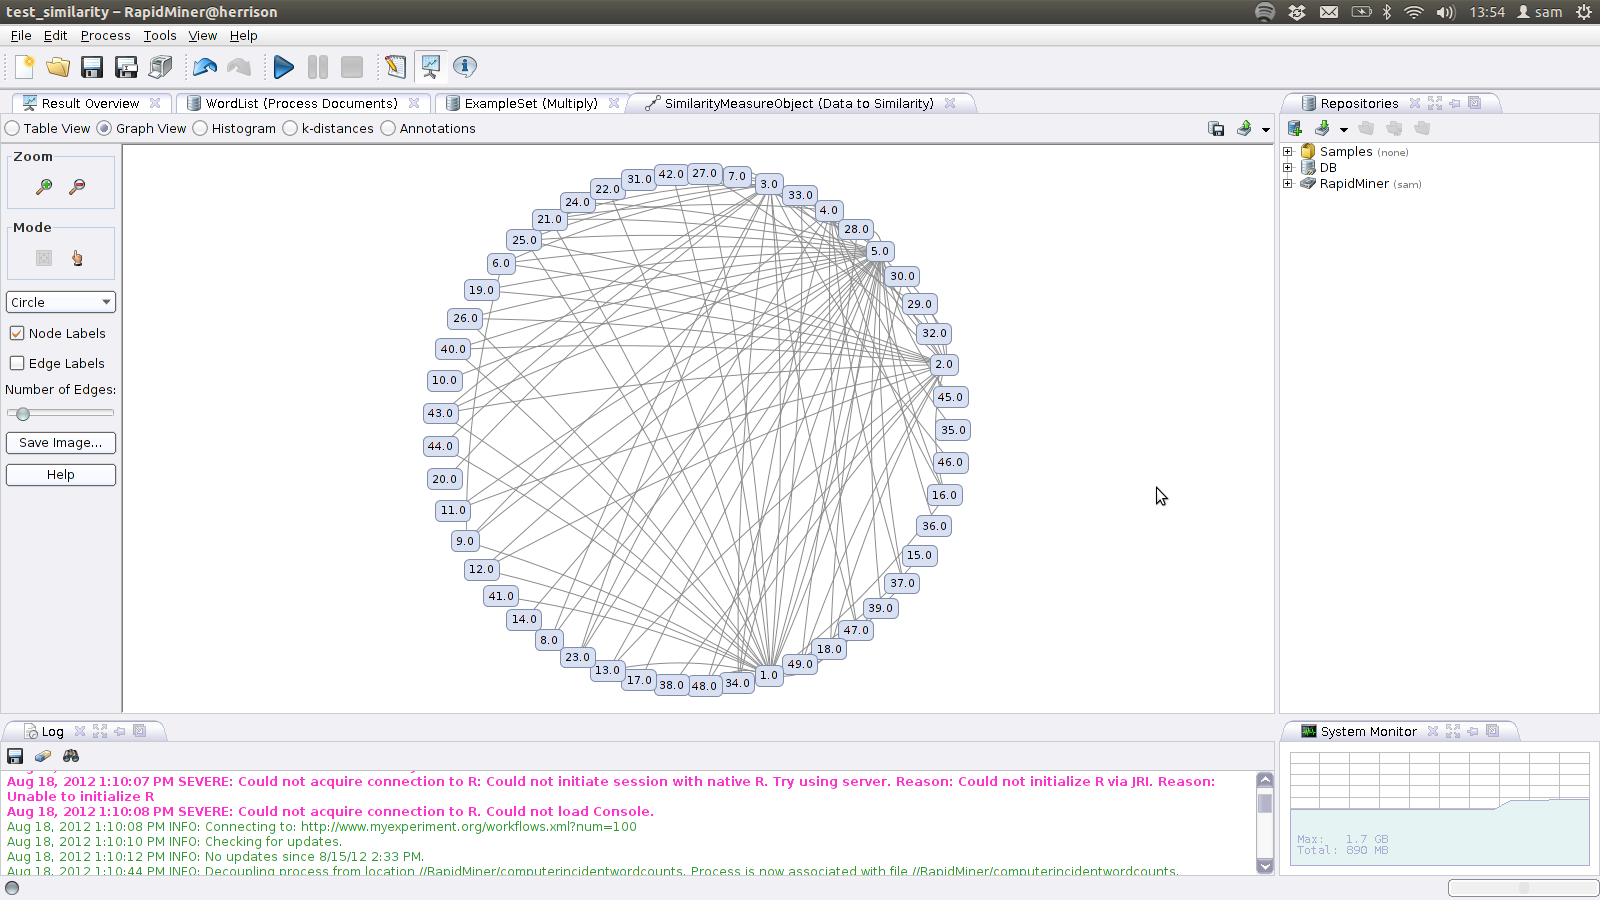 test_similarity – RapidMiner@herrison
13:54 sam
File Edit Process Tools View Help
Result Overview
WordList (Process Documents)
ExampleSet (Multiply)
SimilarityMeasureObject (Data to Similarity)
Repositories
Table View Graph View Histogram k-distances Annotations
Zoom
Mode
Circle
Node Labels
Edge Labels
Number of Edges:
Save Image...
Help
Samples (none)
DB
RapidMiner (sam)
42.0
27.0
7.0
3.0
33.0
4.0
28.0
5.0
30.0
29.0
32.0
2.0
45.0
35.0
46.0
16.0
36.0
15.0
37.0
39.0
47.0
18.0
49.0
1.0
34.0
48.0
38.0
17.0
13.0
23.0
8.0
14.0
41.0
12.0
9.0
11.0
20.0
44.0
43.0
10.0
40.0
26.0
19.0
6.0
25.0
21.0
24.0
22.0
31.0
Log
Aug 18, 2012 1:10:07 PM SEVERE: Could not acquire connection to R: Could not initiate session with native R. Try using server. Reason: Could not initialize R via JRI. Reason:
Unable to initialize R
Aug 18, 2012 1:10:08 PM SEVERE: Could not acquire connection to R. Could not load Console.
Aug 18, 2012 1:10:08 PM INFO: Connecting to: http://www.myexperiment.org/workflows.xml?num=100
Aug 18, 2012 1:10:10 PM INFO: Checking for updates.
Aug 18, 2012 1:10:12 PM INFO: No updates since 8/15/12 2:33 PM.
Aug 18, 2012 1:10:44 PM INFO: Decoupling process from location //RapidMiner/computerincidentwordcounts. Process is now associated with file //RapidMiner/computerincidentwordcounts.
System Monitor
Max: 1.7 GB
Total: 890 MB